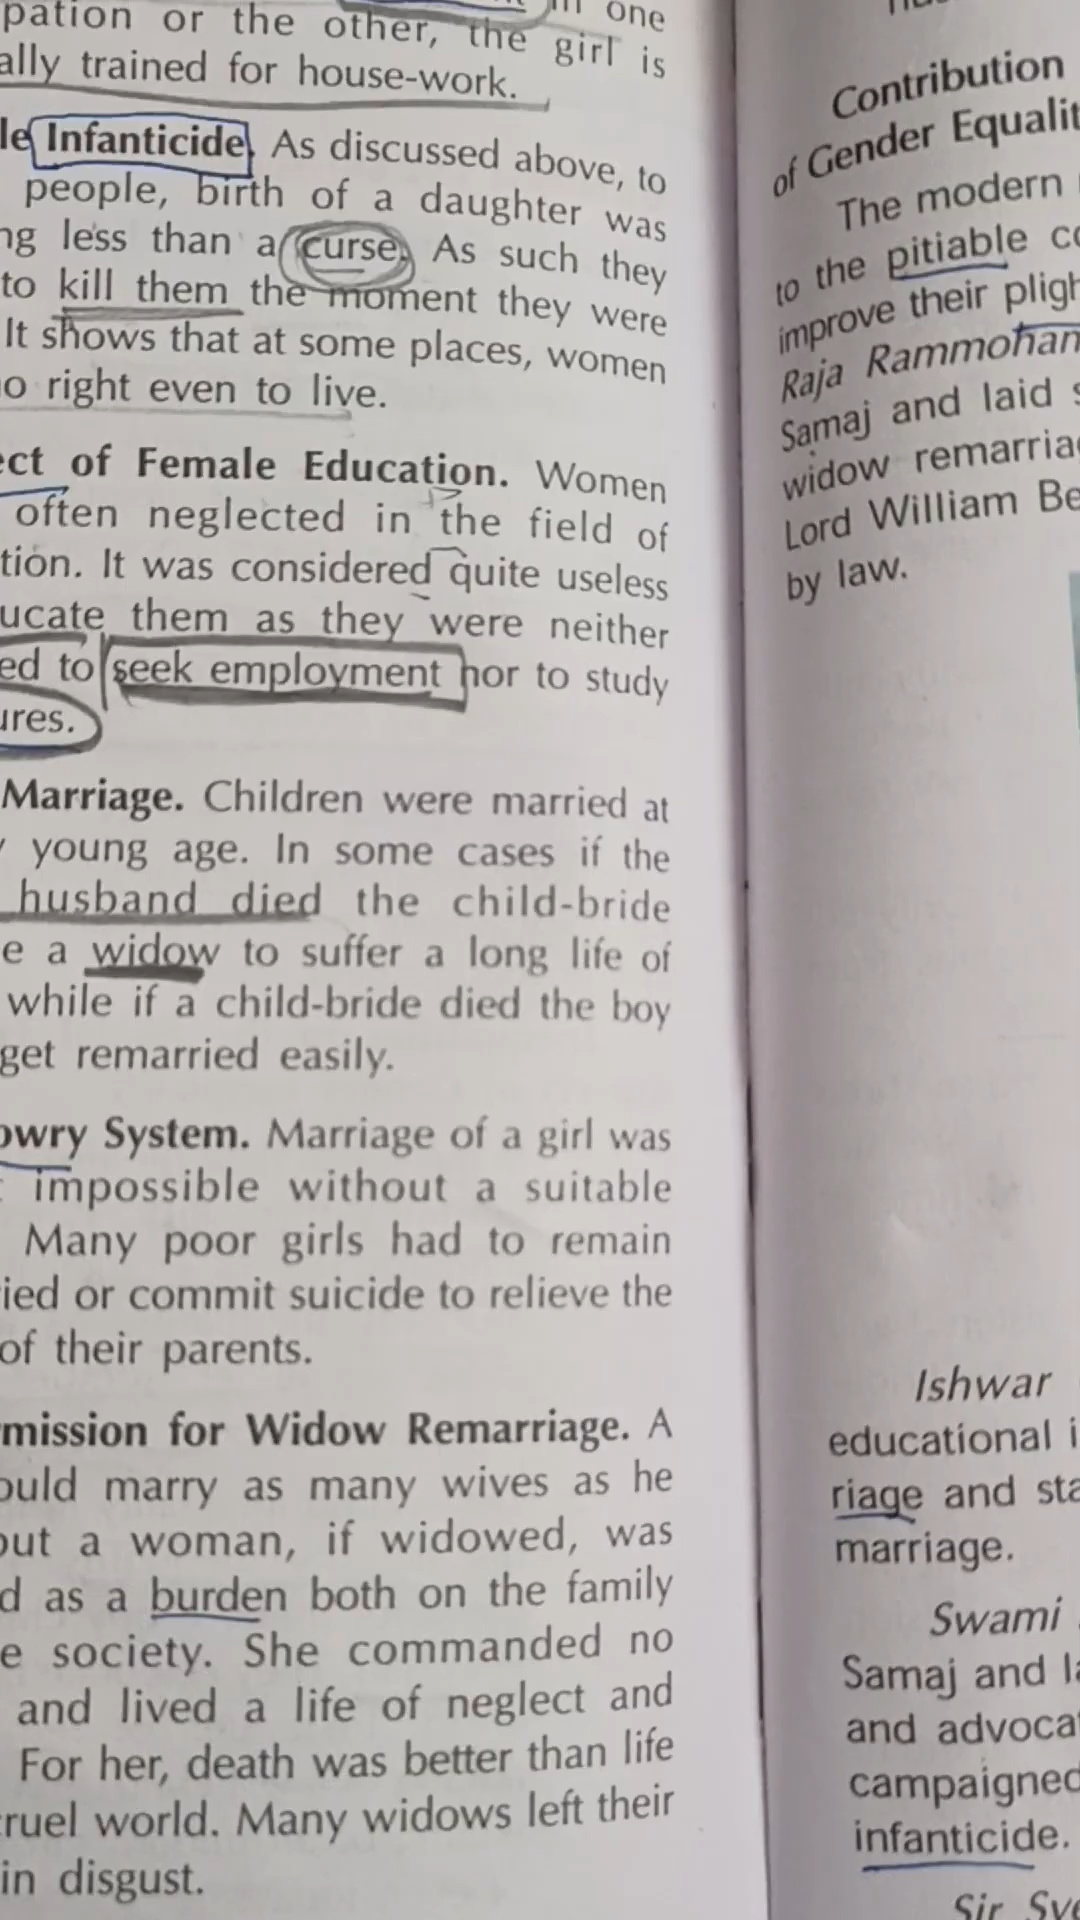 pation or the other, the girl is
ally trained for house-work.
le Infanticide. As discussed above, to
people, birth of a daughter was
ng less than a curse. As such they
to kill them the moment they were
It shows that at some places, women
no right even to live.
ect of Female Education. Women
often neglected in the field of
tion. It was considered quite useless
ucate them as they were neither
ed to seek employment nor to study
ures.
Marriage. Children were married at
young age. In some cases if the
husband died the child-bride
e a widow to suffer a long life of
while if a child-bride died the boy
get remarried easily.
owry System. Marriage of a girl was
impossible without a suitable
Many poor girls had to remain
ied or commit suicide to relieve the
of their parents.
mission for Widow Remarriage. A
ould marry as many wives as he
out a woman, if widowed, was
d as a burden both on the family
e society. She commanded no
and lived a life of neglect and
For her, death was better than life
cruel world. Many widows left their
in disgust.
Contribution
of Gender Equalit
The modern
to the pitiable co
improve their pligh
Raja Rammohan
Samaj and laid s
widow remarriag
Lord William Be
by law.
Ishwar
educational i
riage and sta
marriage.
Swami
Samaj and la
and advocat
campaigned
infanticide.
Sir Sye